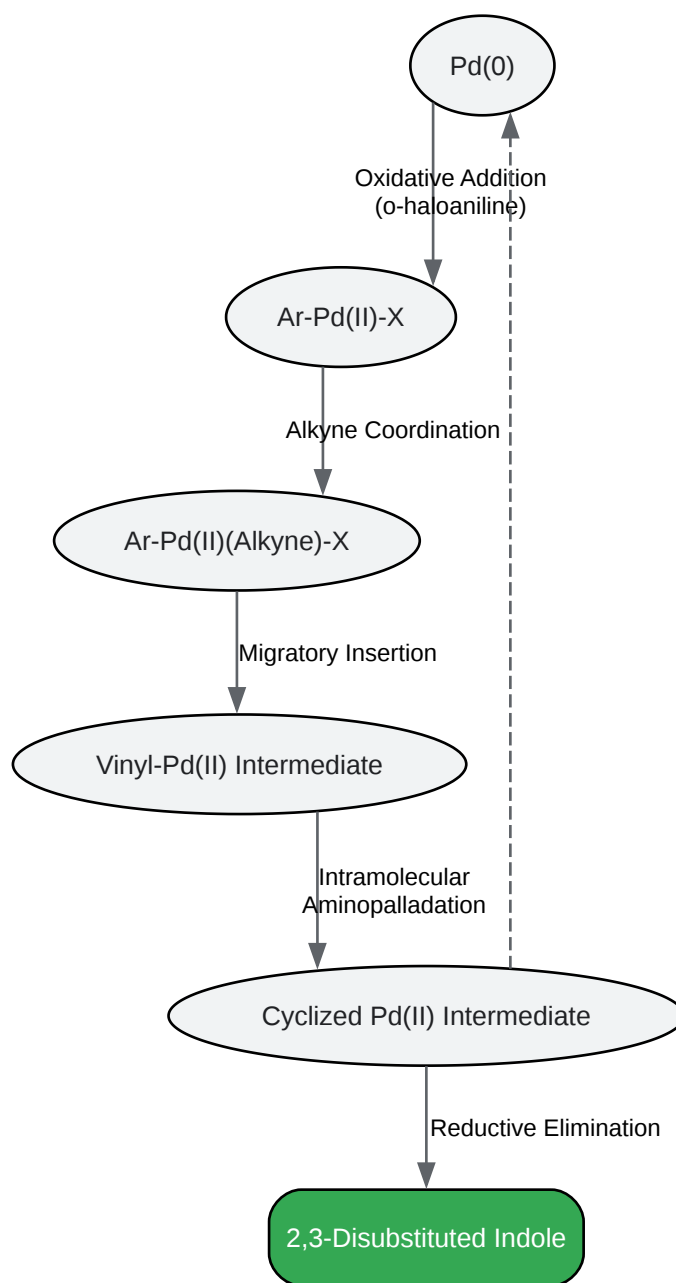 Pd(0)
Oxidative Addition
(o-haloaniline)
Ar-Pd(II)-X
Alkyne Coordination
Ar-Pd(II)(Alkyne)-X
Migratory Insertion
Vinyl-Pd(II) Intermediate
Intramolecular
Aminopalladation
Cyclized Pd(II) Intermediate
Reductive Elimination
2,3-Disubstituted Indole